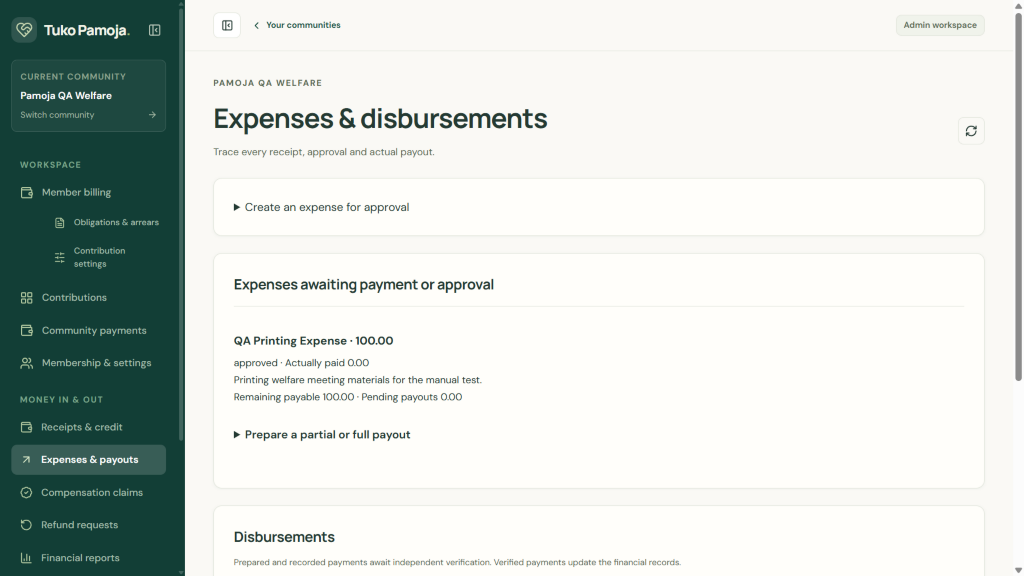 Tuko Pamoja.
CURRENT COMMUNITY
Pamoja QA Welfare
Switch community
WORKSPACE
Member billing
Obligations & arrears
Contribution
settings
Contributions
Community payments
Membership & settings
MONEY IN & OUT
Receipts & credit
Expenses & payouts
Compensation claims
Refund requests
Financial reports
Your communities
Admin workspace
PAMOJA QA WELFARE
Expenses & disbursements
Trace every receipt, approval and actual payout.
Create an expense for approval
Expenses awaiting payment or approval
QA Printing Expense · 100.00
approved · Actually paid 0.00
Printing welfare meeting materials for the manual test.
Remaining payable 100.00 · Pending payouts 0.00
Prepare a partial or full payout
Disbursements
Prepared and recorded payments await independent verification. Verified payments update the financial records.